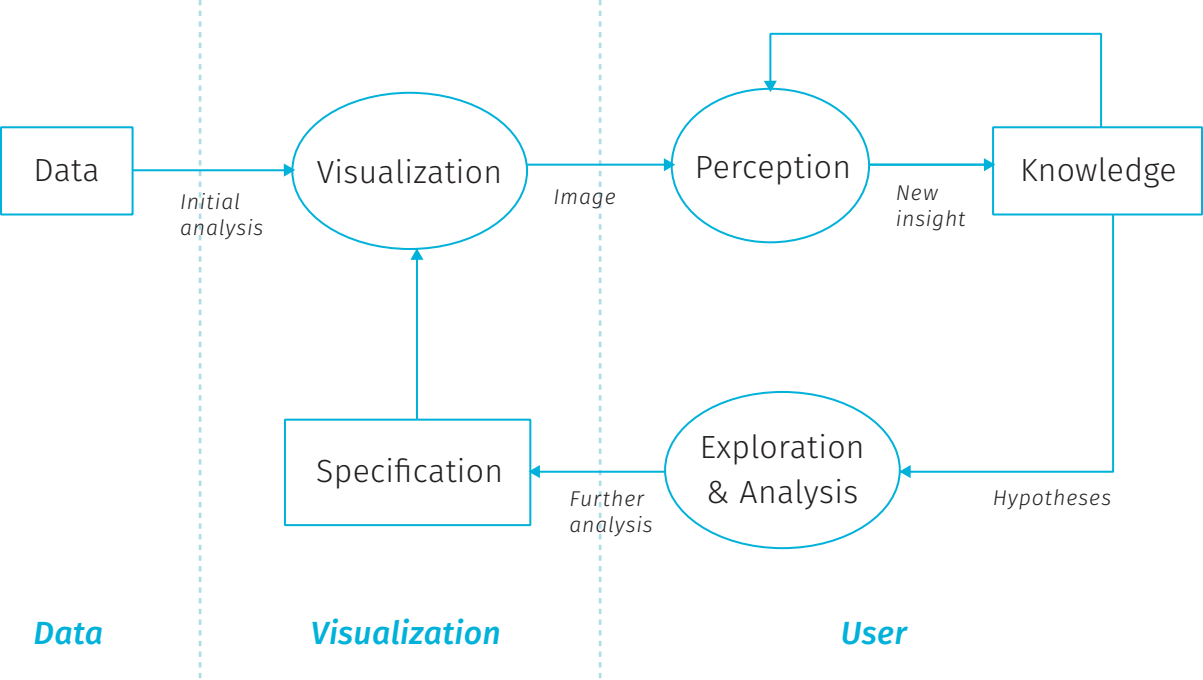 Data
Initial
analysis
Visualization
Image
Perception
New
insight
Knowledge
Specification
Further
analysis
Exploration
& Analysis
Hypotheses
Data
Visualization
User